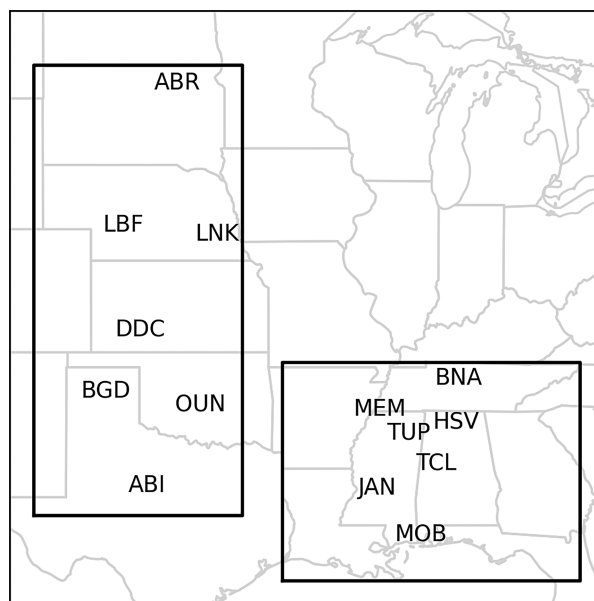 ABR
LBF
LNK
DDC
BGD
OUN
ABI
BNA
MEM
HSV
TUP
TCL
JAN
MOB